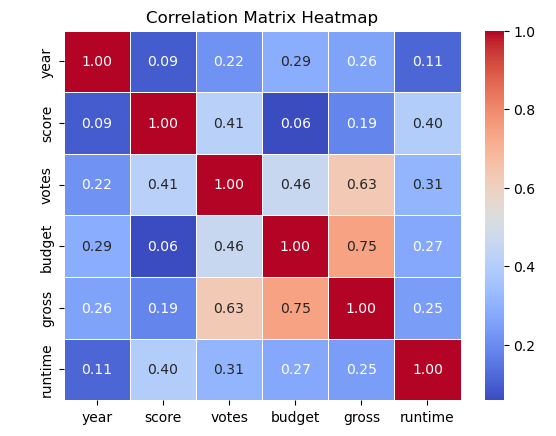 Correlation Matrix Heatmap
year 1.00 0.09 0.22 0.29 0.26 0.11
score 0.09 1.00 0.41 0.06 0.19 0.40
votes 0.22 0.41 1.00 0.46 0.63 0.31
budget 0.29 0.06 0.46 1.00 0.75 0.27
gross 0.26 0.19 0.63 0.75 1.00 0.25
runtime 0.11 0.40 0.31 0.27 0.25 1.00
year score votes budget gross runtime
1.0
0.8
0.6
0.4
0.2